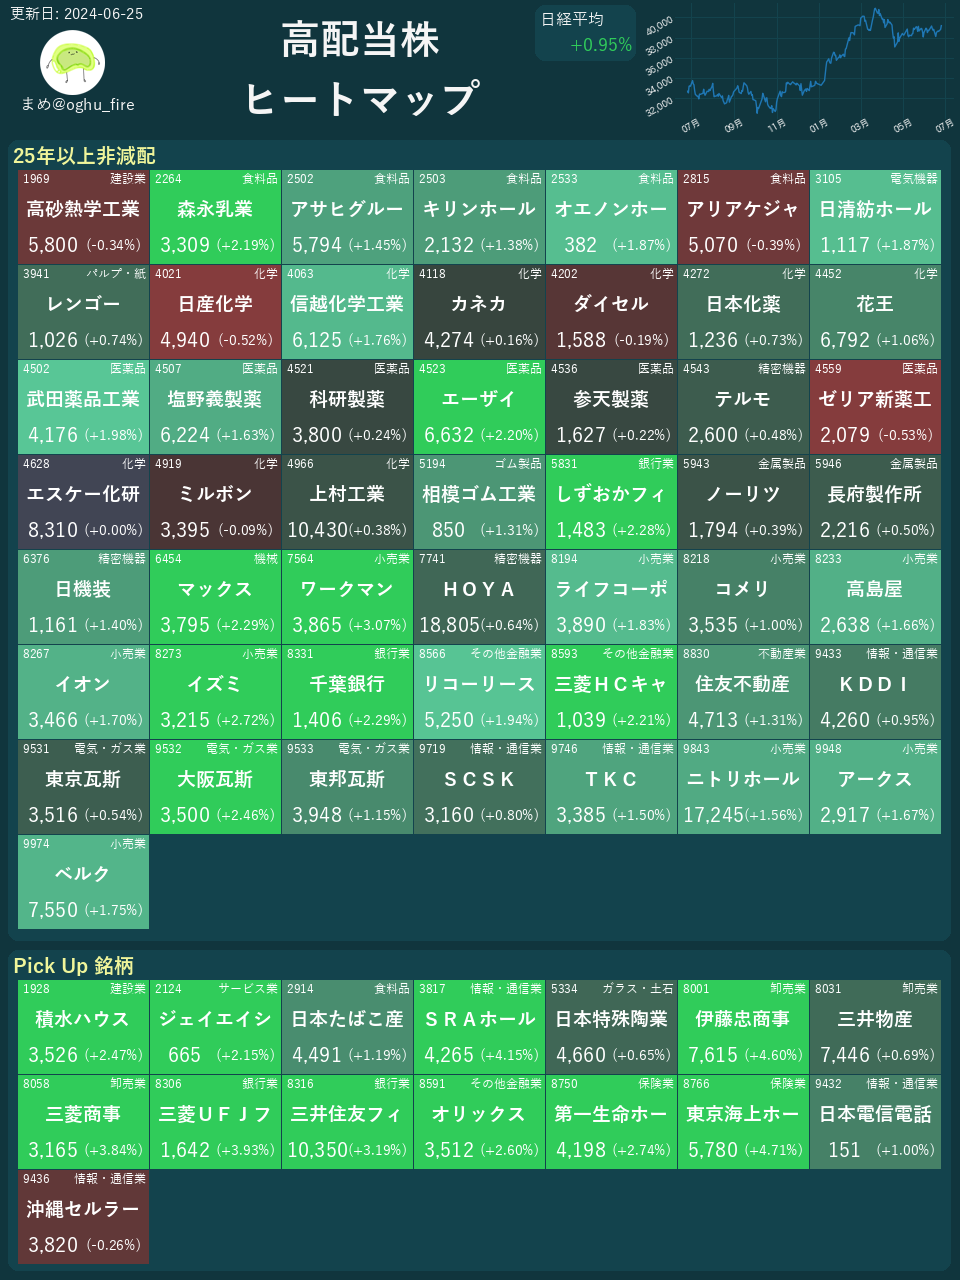 更新日: 2024-06-25
まめ@oghu_fire
高配当株
ヒートマップ
日経平均
+0.95%
40,000
38,000
36,000
34,000
32,000
07月 09月 11月 01月 03月 05月 07月
25年以上非減配
1969 建設業 2264 食料品 2502 食料品 2503 食料品 2533 食料品 2815 食料品 3105 電気機器
高砂熱学工業 森永乳業 アサヒグルー キリンホール オエノンホー アリアケジャ 日清紡ホール
5,800 (-0.34%) 3,309 (+2.19%) 5,794 (+1.45%) 2,132 (+1.38%) 382 (+1.87%) 5,070 (-0.39%) 1,117 (+1.87%)
3941 パルプ・紙 4021 化学 4063 化学 4118 化学 4202 化学 4272 化学 4452 化学
レンゴー 日産化学 信越化学工業 カネカ ダイセル 日本化薬 花王
1,026 (+0.74%) 4,940 (-0.52%) 6,125 (+1.76%) 4,274 (+0.16%) 1,588 (-0.19%) 1,236 (+0.73%) 6,792 (+1.06%)
4502 医薬品 4507 医薬品 4521 医薬品 4523 医薬品 4536 医薬品 4543 精密機器 4559 医薬品
武田薬品工業 塩野義製薬 科研製薬 エーザイ 参天製薬 テルモ ゼリア新薬工
4,176 (+1.98%) 6,224 (+1.63%) 3,800 (+0.24%) 6,632 (+2.20%) 1,627 (+0.22%) 2,600 (+0.48%) 2,079 (-0.53%)
4628 化学 4919 化学 4966 化学 5194 ゴム製品 5831 銀行業 5943 金属製品 5946 金属製品
エスケー化研 ミルボン 上村工業 相模ゴム工業 しずおかフィ ノーリツ 長府製作所
8,310 (+0.00%) 3,395 (-0.09%) 10,430(+0.38%) 850 (+1.31%) 1,483 (+2.28%) 1,794 (+0.39%) 2,216 (+0.50%)
6376 精密機器 6454 機械 7564 小売業 7741 精密機器 8194 小売業 8218 小売業 8233 小売業
日機装 マックス ワークマン ＨＯＹＡ ライフコーポ コメリ 高島屋
1,161 (+1.40%) 3,795 (+2.29%) 3,865 (+3.07%) 18,805(+0.64%) 3,890 (+1.83%) 3,535 (+1.00%) 2,638 (+1.66%)
8267 小売業 8273 小売業 8331 銀行業 8566 その他金融業 8593 その他金融業 8830 不動産業 9433 情報・通信業
イオン イズミ 千葉銀行 リコーリース 三菱ＨＣキャ 住友不動産 ＫＤＤＩ
3,466 (+1.70%) 3,215 (+2.72%) 1,406 (+2.29%) 5,250 (+1.94%) 1,039 (+2.21%) 4,713 (+1.31%) 4,260 (+0.95%)
9531 電気・ガス業 9532 電気・ガス業 9533 電気・ガス業 9719 情報・通信業 9746 情報・通信業 9843 小売業 9948 小売業
東京瓦斯 大阪瓦斯 東邦瓦斯 ＳＣＳＫ ＴＫＣ ニトリホール アークス
3,516 (+0.54%) 3,500 (+2.46%) 3,948 (+1.15%) 3,160 (+0.80%) 3,385 (+1.50%) 17,245(+1.56%) 2,917 (+1.67%)
9974 小売業
ベルク
7,550 (+1.75%)
Pick Up 銘柄
1928 建設業 2124 サービス業 2914 食料品 3817 情報・通信業 5334 ガラス・土石 8001 卸売業 8031 卸売業
積水ハウス ジェイエイシ 日本たばこ産 ＳＲＡホール 日本特殊陶業 伊藤忠商事 三井物産
3,526 (+2.47%) 665 (+2.15%) 4,491 (+1.19%) 4,265 (+4.15%) 4,660 (+0.65%) 7,615 (+4.60%) 7,446 (+0.69%)
8058 卸売業 8306 銀行業 8316 銀行業 8591 その他金融業 8750 保険業 8766 保険業 9432 情報・通信業
三菱商事 三菱ＵＦＪフ 三井住友フィ オリックス 第一生命ホー 東京海上ホー 日本電信電話
3,165 (+3.84%) 1,642 (+3.93%) 10,350(+3.19%) 3,512 (+2.60%) 4,198 (+2.74%) 5,780 (+4.71%) 151 (+1.00%)
9436 情報・通信業
沖縄セルラー
3,820 (-0.26%)